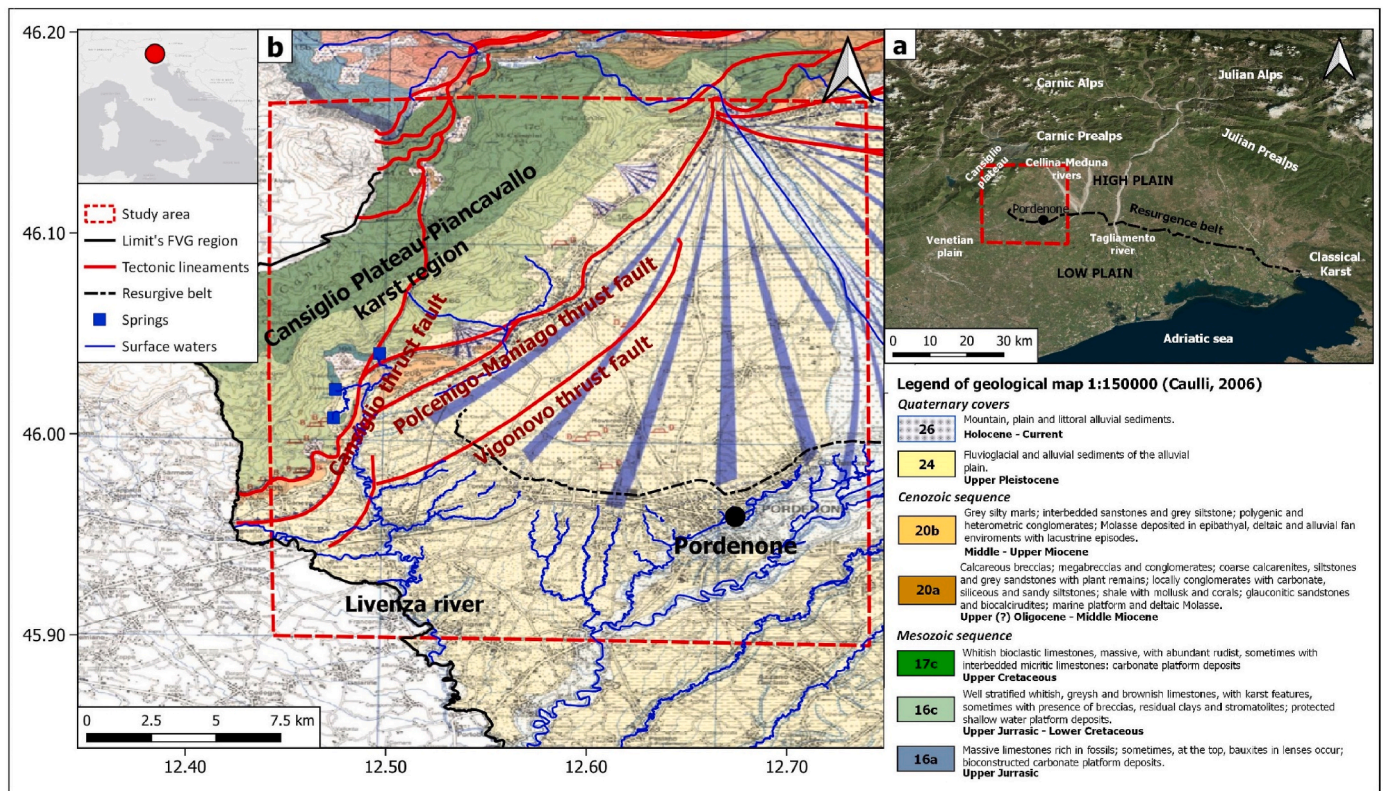 46.20
46.10
46.00
45.90
12.40
12.50
12.60
12.70
b
Study area
Limit's FVG region
Tectonic lineaments
Resurgive belt
Springs
Surface waters
Cansiglio Plateau-Piancavallo
karst region
Cansiglio thrust fault
Polcenigo-Maniago thrust fault
Vigonovo thrust fault
PORDENON
Pordenone
Livenza river
0 2.5 5 7.5 km
a
Carnic Alps
Julian Alps
Carnic Prealps
Julian Prealps
Cansiglio
plateau
Cellina-Meduna
rivers
HIGH PLAIN
Pordenone
Resurgence belt
Venetian
plain
Tagliamento
river
LOW PLAIN
Classical
Karst
Adriatic sea
0 10 20 30 km
Legend of geological map 1:150000 (Caulli, 2006)
Quaternary covers
26
Mountain, plain and littoral alluvial sediments.
Holocene - Current
24
Fluvioglacial and alluvial sediments of the alluvial
plain.
Upper Pleistocene
Cenozoic sequence
20b
Grey silty marls; interbedded sanstones and grey siltstone; polygenic and
heterometric conglomerates; Molasse deposited in epibathyal, deltaic and alluvial fan
enviroments with lacustrine episodes.
Middle - Upper Miocene
20a
Calcareous breccias; megabreccias and conglomerates; coarse calcarenites, siltstones
and grey sandstones with plant remains; locally conglomerates with carbonate,
siliceous and sandy siltstones; shale with mollusk and corals; glauconitic sandstones
and biocalcirudites; marine platform and deltaic Molasse.
Upper (?) Oligocene - Middle Miocene
Mesozoic sequence
17c
Whitish bioclastic limestones, massive, with abundant rudist, sometimes with
interbedded micritic limestones: carbonate platform deposits
Upper Cretaceous
16c
Well stratified whitish, greysh and brownish limestones, with karst features,
sometimes with presence of breccias, residual clays and stromatolites; protected
shallow water platform deposits.
Upper Jurrasic - Lower Cretaceous
16a
Massive limestones rich in fossils; sometimes, at the top, bauxites in lenses occur;
bioconstructed carbonate platform deposits.
Upper Jurrasic